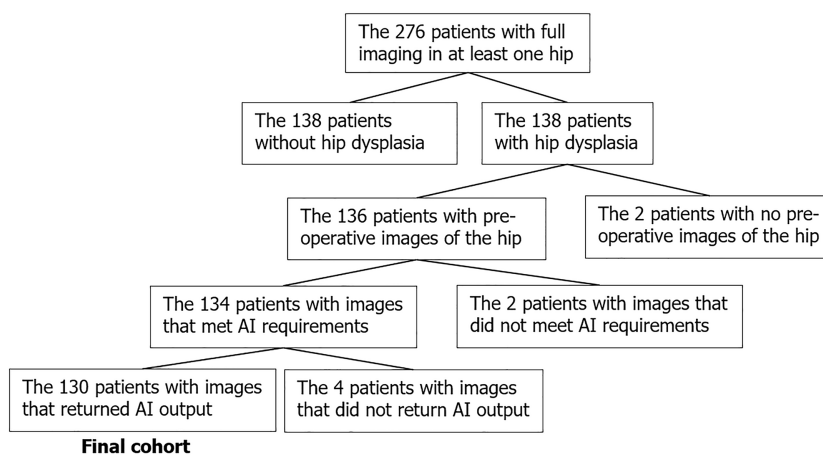 The 276 patients with full
imaging in at least one hip
The 138 patients
without hip dysplasia
The 138 patients
with hip dysplasia
The 136 patients with pre-
operative images of the hip
The 2 patients with no pre-
operative images of the hip
The 134 patients with images
that met AI requirements
The 2 patients with images that
did not meet AI requirements
The 130 patients with images
that returned AI output
The 4 patients with images
that did not return AI output
Final cohort